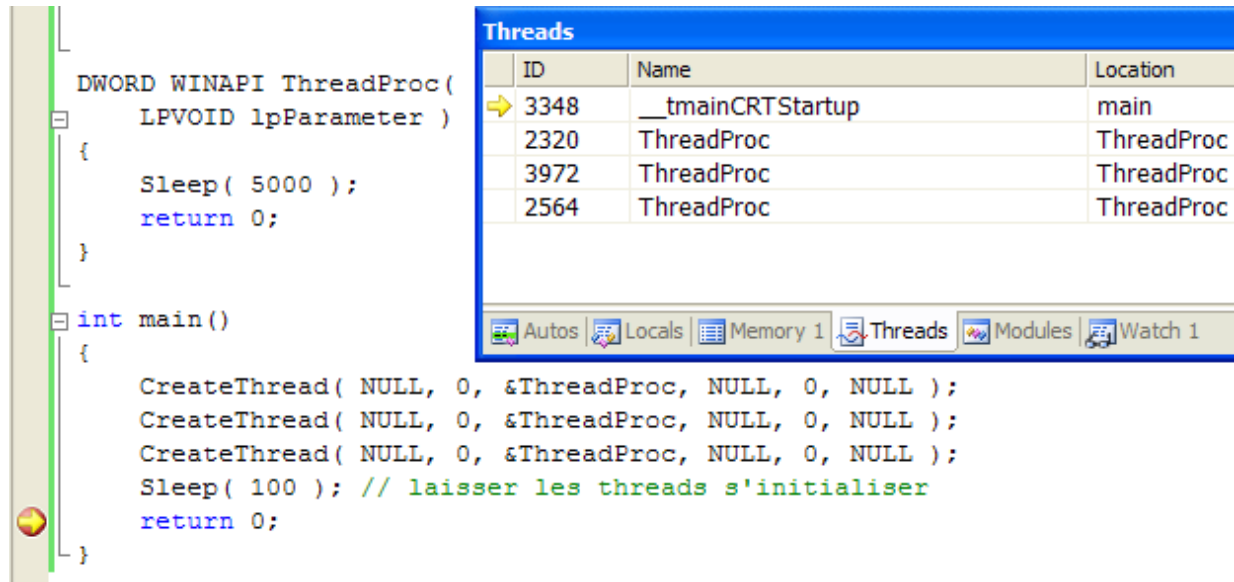 DWORD WINAPI ThreadProc(
    LPVOID lpParameter )
{
    Sleep( 5000 );
    return 0;
}
int main()
{
    CreateThread( NULL, 0, &ThreadProc, NULL, 0, NULL );
    CreateThread( NULL, 0, &ThreadProc, NULL, 0, NULL );
    CreateThread( NULL, 0, &ThreadProc, NULL, 0, NULL );
    Sleep( 100 ); // laisser les threads s'initialiser
    return 0;
}
Threads
ID Name Location
3348 __tmainCRTStartup main
2320 ThreadProc ThreadProc
3972 ThreadProc ThreadProc
2564 ThreadProc ThreadProc
Autos Locals Memory 1 Threads Modules Watch 1